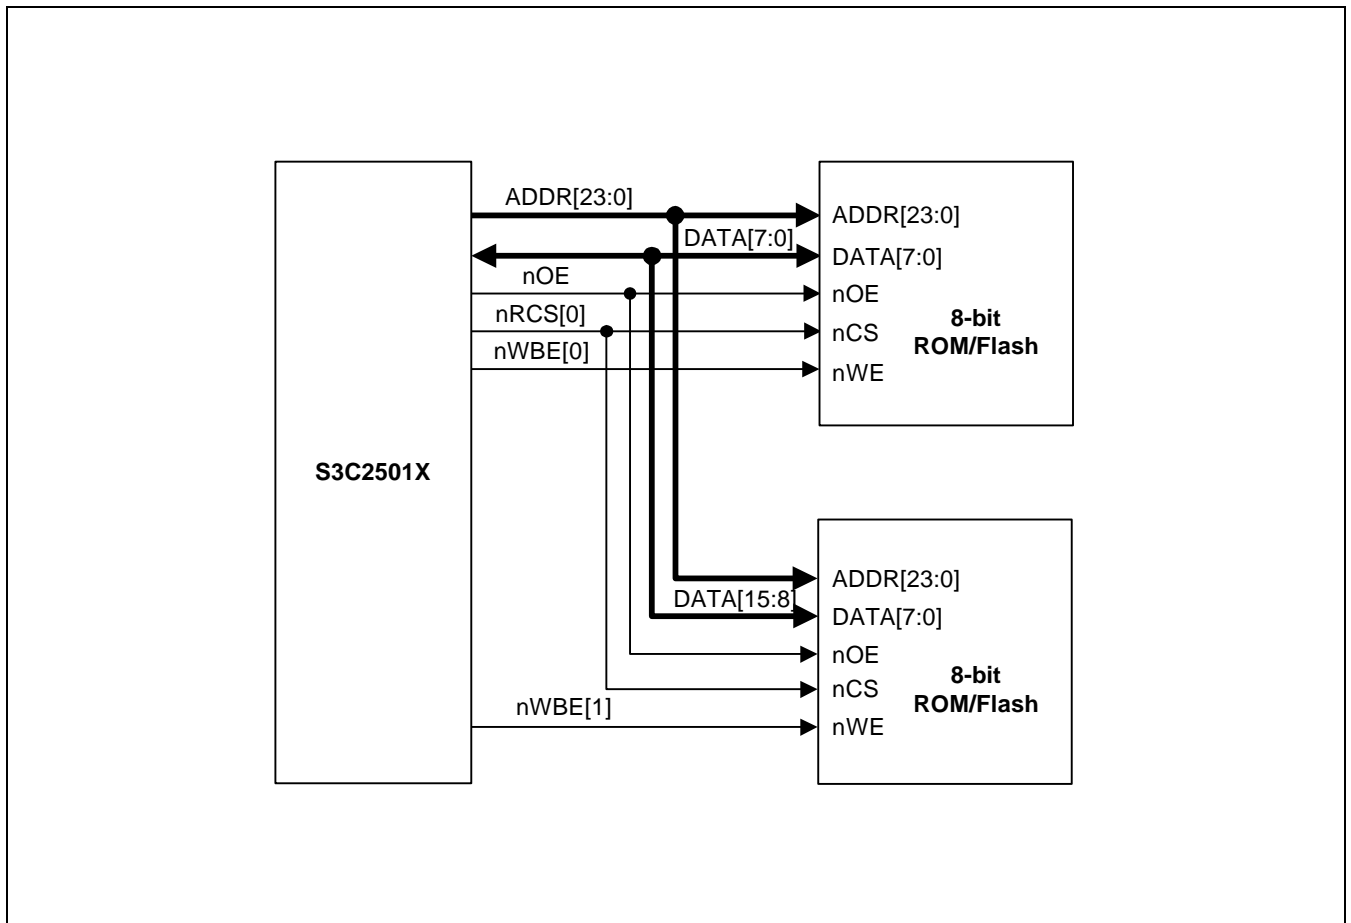 ADDR[23:0]
DATA[7:0]
nOE
nRCS[0]
nWBE[0]
ADDR[23:0]
DATA[7:0]
nOE
nCS
nWE
8-bit
ROM/Flash
S3C2501X
DATA[15:8]
nWBE[1]
ADDR[23:0]
DATA[7:0]
nOE
nCS
nWE
8-bit
ROM/Flash